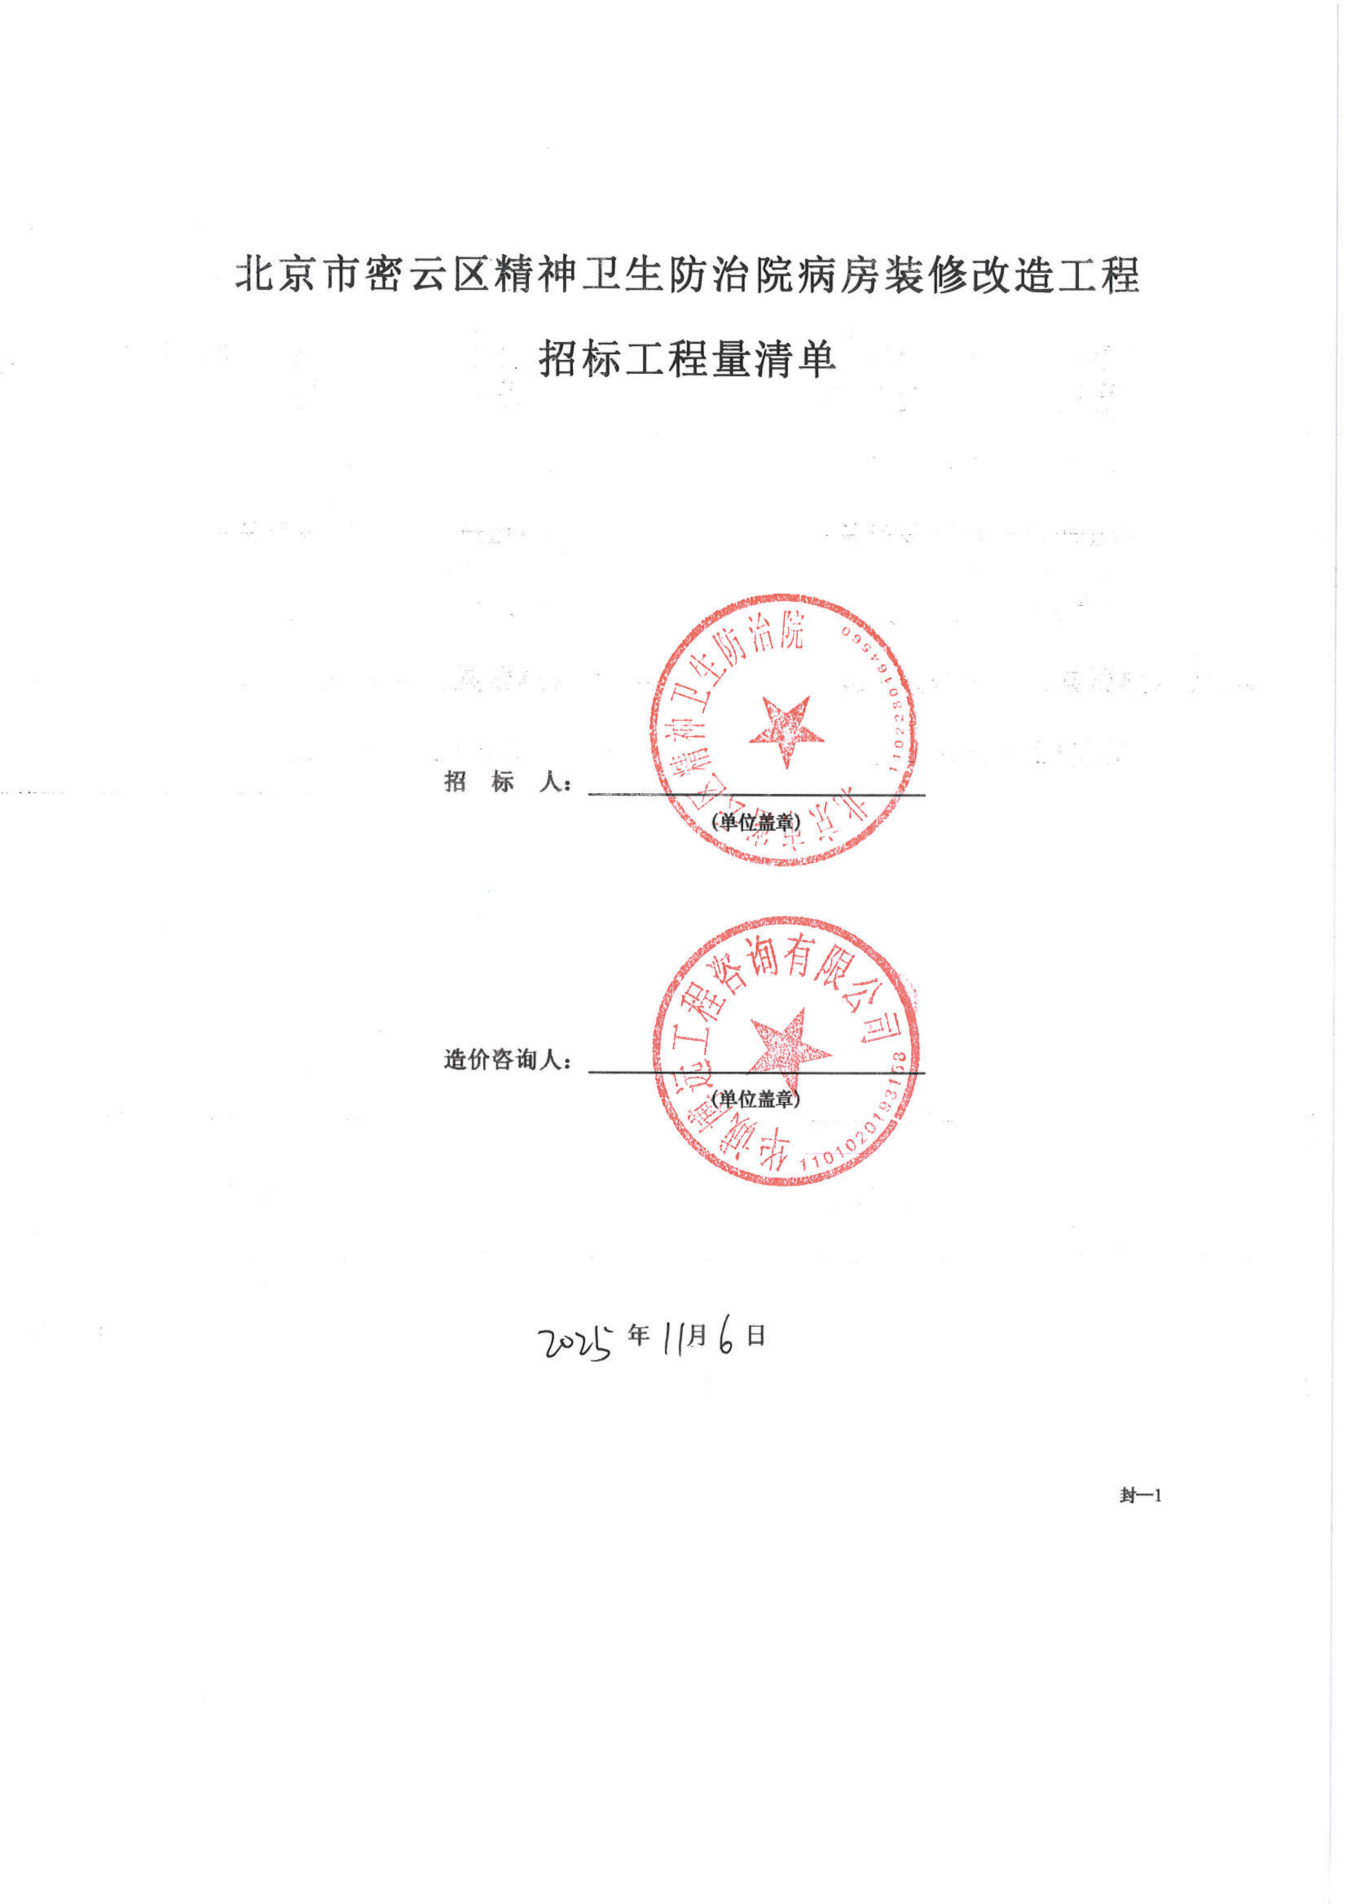 北京市密云区精神卫生防治院病房装修改造工程
招标工程量清单
北京市密云区精神卫生防治院
1102280164560
招 标 人：
(单位盖章)
工程咨询有限公司
1101020193158
造价咨询人：
(单位盖章)
2025 年 11 月 6 日
封—1